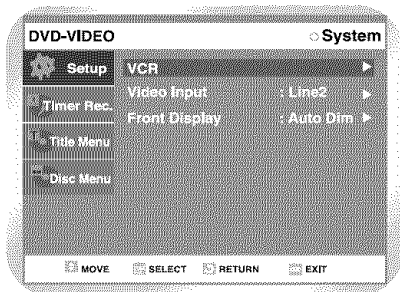 DVD-VIDEO System
Setup VCR
Video Input : Line2
Timer Rec.
Front Display : Auto Dim
Title Menu
Disc Menu
MOVE SELECT RETURN EXIT